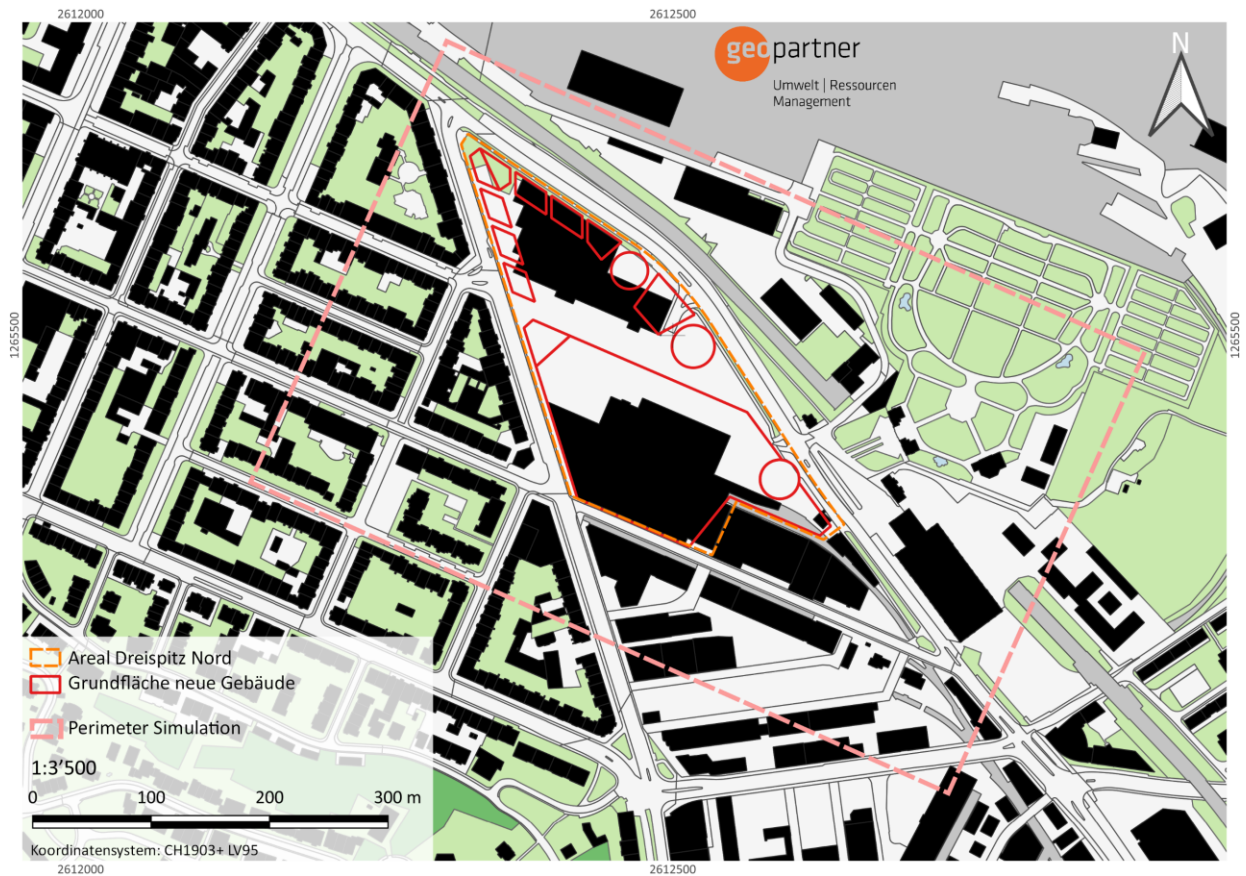 2612000
2612500
geopartner
Umwelt | Ressourcen
Management
N
1265500
1265500
Areal Dreispitz Nord
Grundfläche neue Gebäude
Perimeter Simulation
1:3'500
0 100 200 300 m
Koordinatensystem: CH1903+ LV95
2612000
2612500